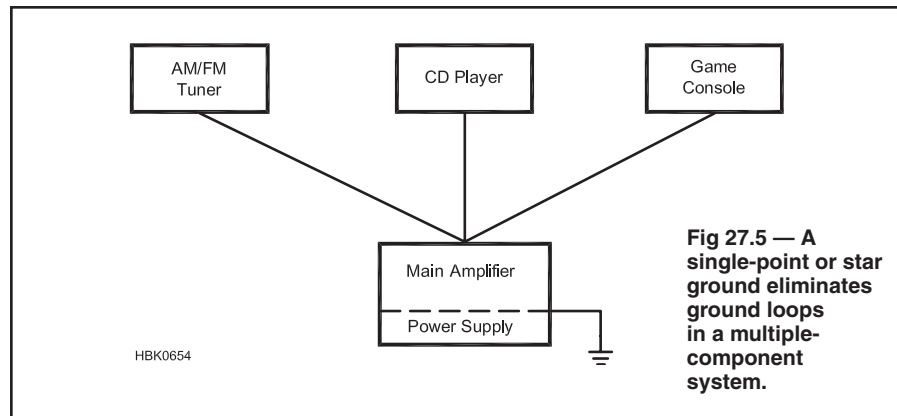 AM/FM
Tuner
CD Player
Game
Console
Main Amplifier
Power Supply
HBK0654
Fig 27.5 — A
single-point or star
ground eliminates
ground loops
in a multiple-
component
system.